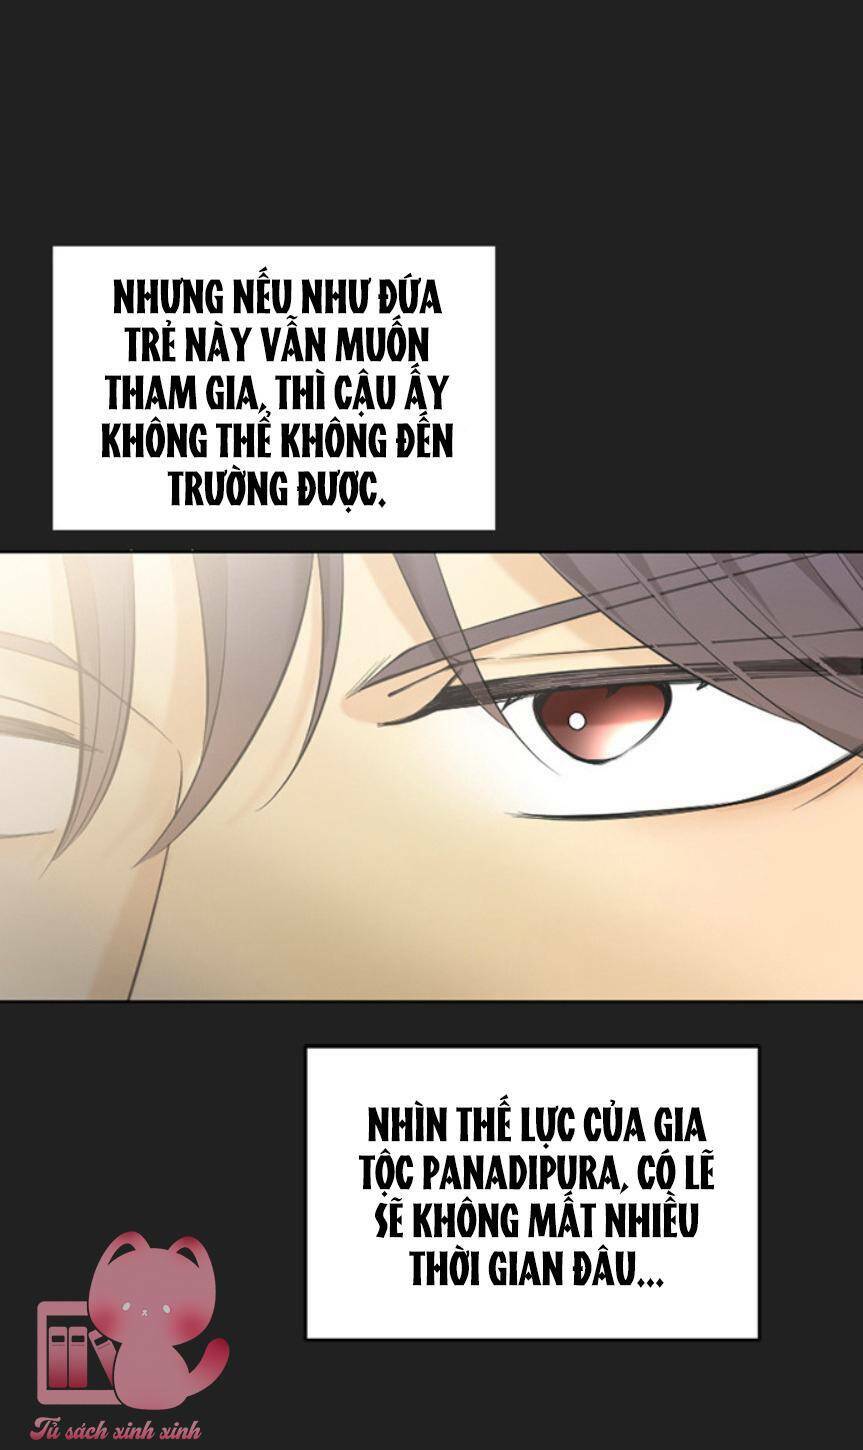 NHƯNG NẾU NHƯ ĐỨA
TRẺ NÀY VẪN MUỐN
THAM GIA, THÌ CẬU ẤY
KHÔNG THỂ KHÔNG ĐẾN
TRƯỜNG ĐƯỢC.
NHÌN THẾ LỰC CỦA GIA
TỘC PANADIPURA, CÓ LẼ
SẼ KHÔNG MẤT NHIỀU
THỜI GIAN ĐÂU...
Tủ sách xinh xinh